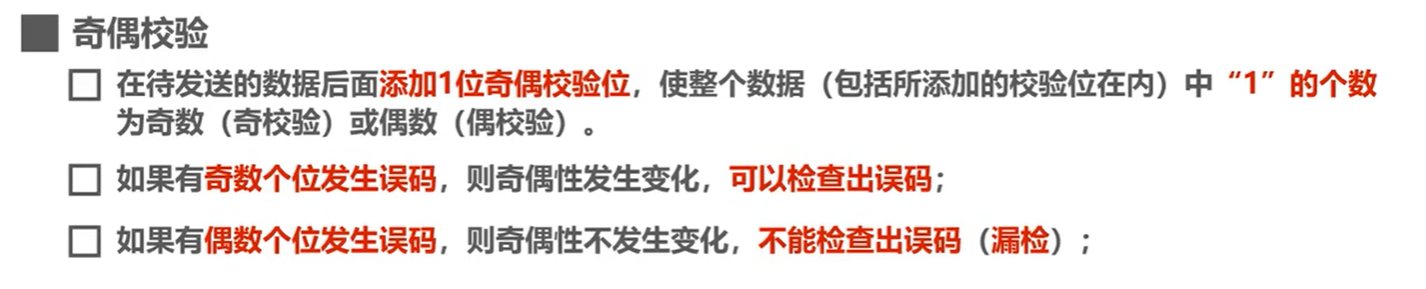 奇偶校验
在待发送的数据后面添加1位奇偶校验位，使整个数据（包括所添加的校验位在内）中“1”的个数
为奇数（奇校验）或偶数（偶校验）。
如果有奇数个位发生误码，则奇偶性发生变化，可以检查出误码；
如果有偶数个位发生误码，则奇偶性不发生变化，不能检查出误码（漏检）；